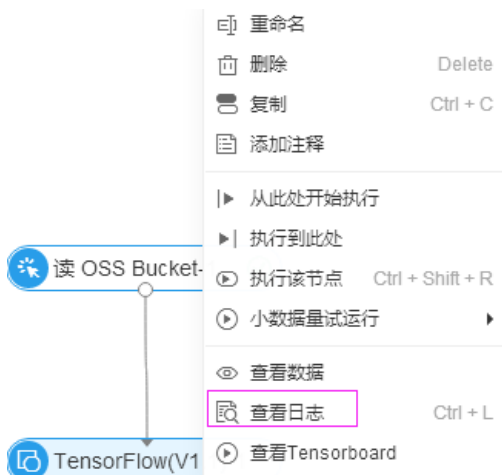 重命名
删除 Delete
复制 Ctrl + C
添加注释
从此处开始执行
执行到此处
读 OSS Bucket-
执行该节点 Ctrl + Shift + R
小数据量试运行
查看数据
查看日志 Ctrl + L
TensorFlow(V1
查看Tensorboard